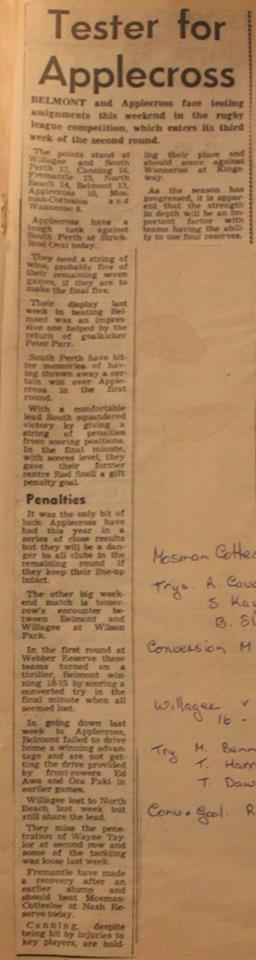 Tester for
Applecross
BELMONT and Applecross face testing
assignments this weekend in the rugby
league competition, which enters its third
week of the second round.
The points stand at
Willagee and South
Perth 17, Canning 16,
Fremantle 15, North
Beach 14, Belmont 13,
Applecross 10, Mos-
man-Cottesloe and
Wanneroo 4.
Applecross have a
tough task against
South Perth at Strick-
land Oval today.
They need a string of
wins, probably five of
their remaining seven
games, if they are to
make the final five.
Their display last
week in beating Bel-
mont was an impres-
sive one helped by the
return of goalkicker
Peter Parr.
South Perth have bit-
ter memories of hav-
ing thrown away a cer-
tain win over Apple-
cross in the first
round.
With a comfortable
lead South squandered
victory by giving a
string of penalties
from scoring positions.
In the final minute,
with scores level, they
gave their former
centre Rod Snell a gift
penalty goal.
Penalties
It was the only bit of
luck Applecross have
had this year in a
series of close results
but they will be a dan-
ger to all clubs in the
remaining round if
they keep their line-up
intact.
The other big week-
end match is tomor-
row's encounter be-
tween Belmont and
Willagee at Wilson
Park.
In the first round at
Webber Reserve these
teams turned on a
thriller, Belmont win-
ning 18-15 by scoring a
converted try in the
final minute when all
seemed lost.
In going down last
week to Applecross,
Belmont failed to drive
home a winning advan-
tage and are not get-
ting the drive provided
by front-rowers Ed
Awa and Ora Paki in
earlier games.
Willagee lost to North
Beach last week but
still share the lead.
They miss the pene-
tration of Wayne Tay-
lor at second row and
some of the tackling
was loose last week.
Fremantle have made
a recovery after an
earlier slump and
should beat Mosman-
Cottesloe at Nash Re-
serve today.
Canning, despite
being hit by injuries to
key players, are hold-
ing their place and
should score against
Wanneroo at Kings-
way.
As the season has
progressed, it is appar-
ent that the strength
in depth will be an im-
portant factor with
teams having the abil-
ity to use four reserves.
Mosman Cottes
Trys. R. Cava
S. Kay
B. St
Conversion M
Willagee v
16 -
Try M. Benn
T. Harr
T. Daw
Conv + Goal. R